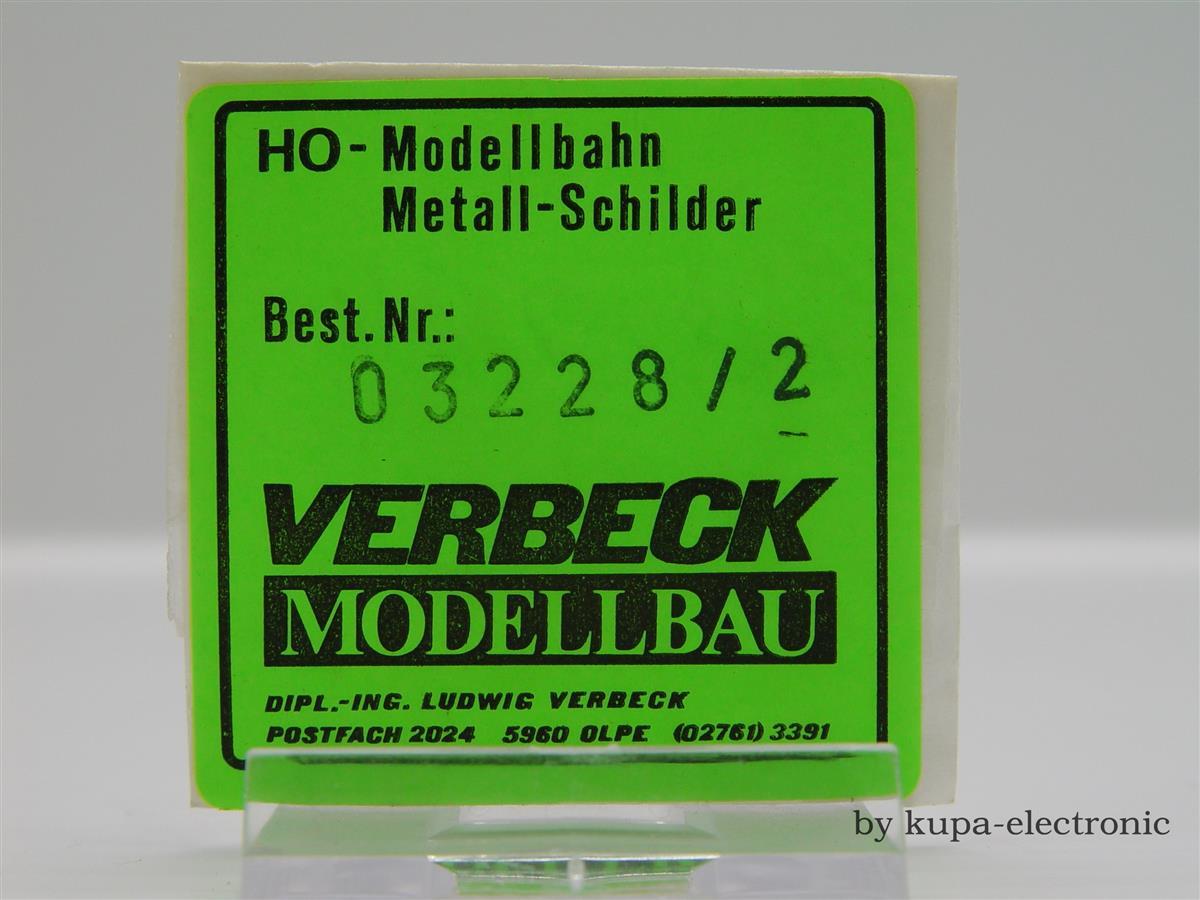 HO-Modellbahn
Metall-Schilder
Best.Nr.:
03228/2
VERBECK
MODELLBAU
DIPL.-ING. LUDWIG VERBECK
POSTFACH 2024 5960 OLPE (02761) 3391
by kupa-electronic